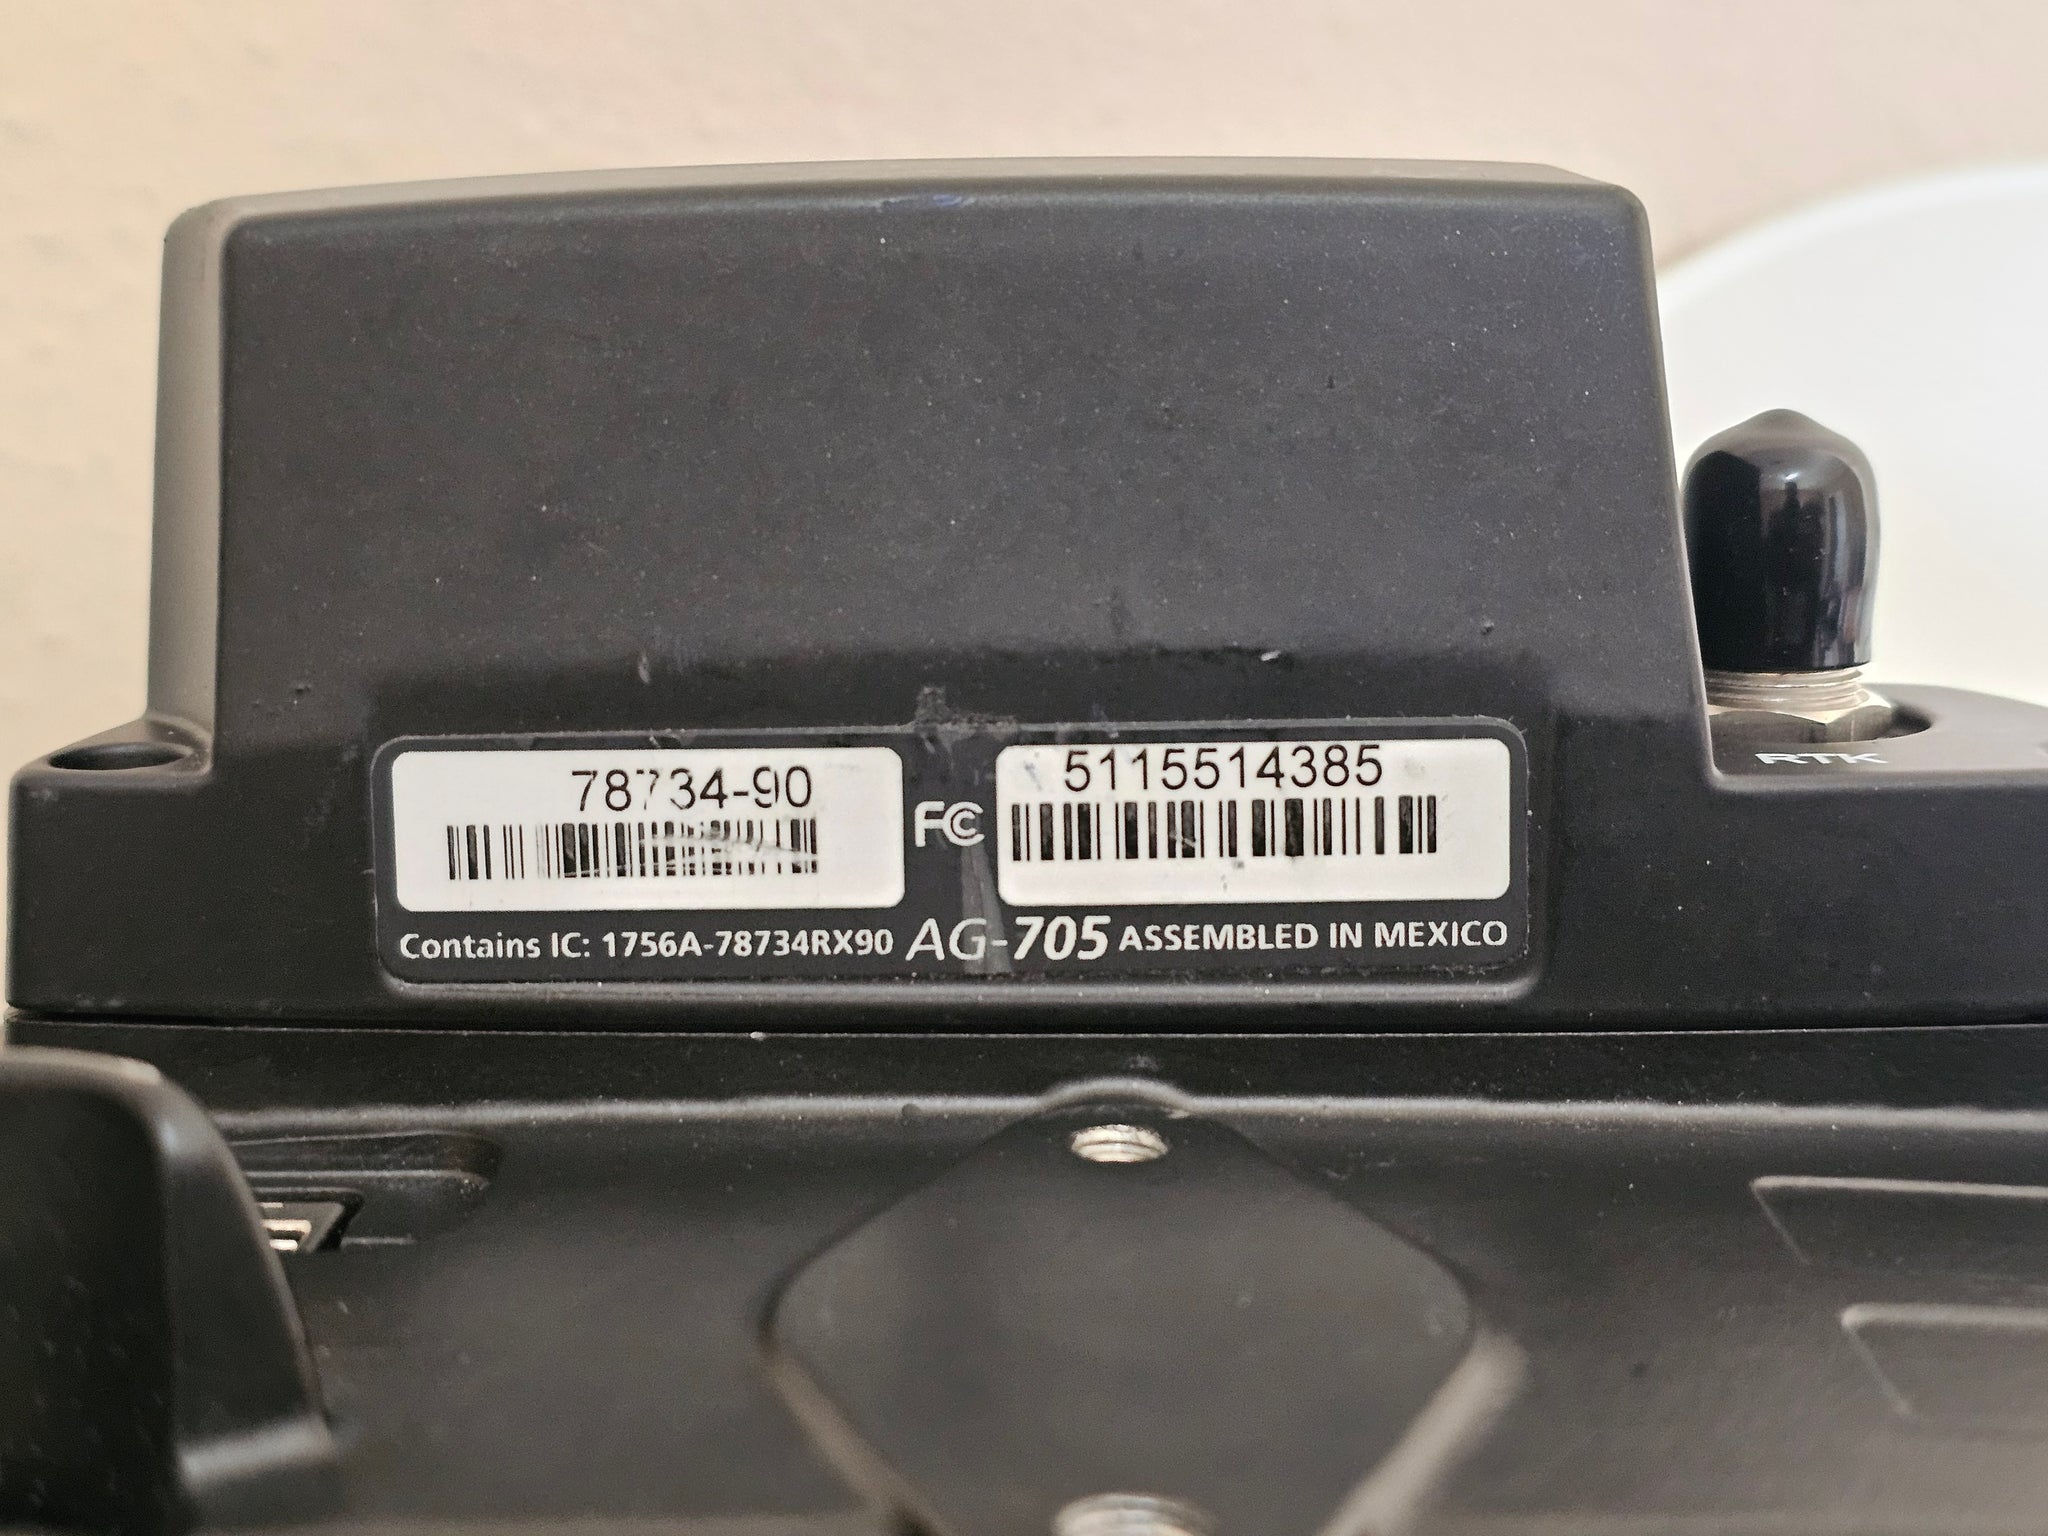 78734-90
5115514385
FC
Contains IC: 1756A-78734RX90 AG-705 ASSEMBLED IN MEXICO
RTK